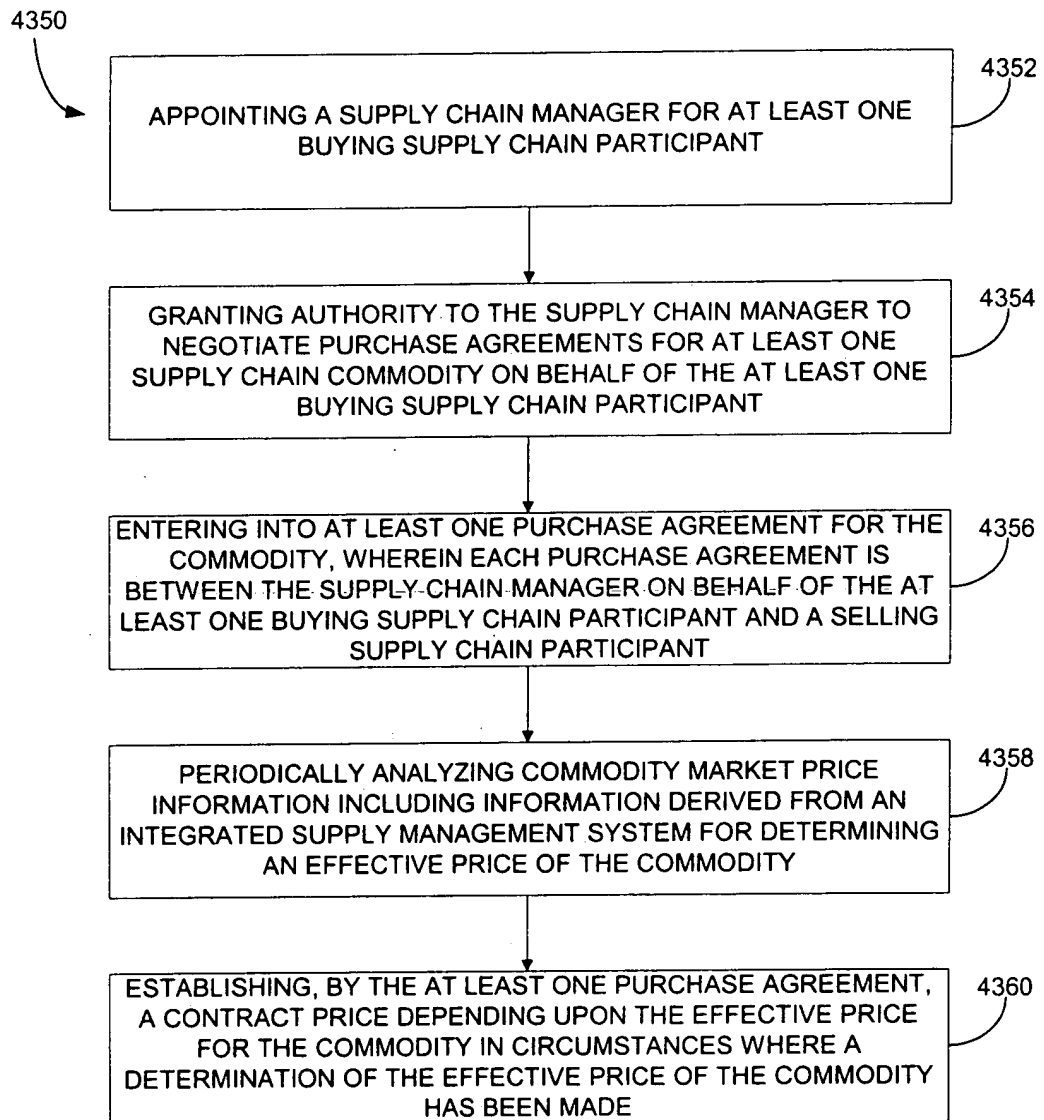 4350
4352
APPOINTING A SUPPLY CHAIN MANAGER FOR AT LEAST ONE
BUYING SUPPLY CHAIN PARTICIPANT
4354
GRANTING AUTHORITY TO THE SUPPLY CHAIN MANAGER TO
NEGOTIATE PURCHASE AGREEMENTS FOR AT LEAST ONE
SUPPLY CHAIN COMMODITY ON BEHALF OF THE AT LEAST ONE
BUYING SUPPLY CHAIN PARTICIPANT
4356
ENTERING INTO AT LEAST ONE PURCHASE AGREEMENT FOR THE
COMMODITY, WHEREIN EACH PURCHASE AGREEMENT IS
BETWEEN THE SUPPLY CHAIN MANAGER ON BEHALF OF THE AT
LEAST ONE BUYING SUPPLY CHAIN PARTICIPANT AND A SELLING
SUPPLY CHAIN PARTICIPANT
4358
PERIODICALLY ANALYZING COMMODITY MARKET PRICE
INFORMATION INCLUDING INFORMATION DERIVED FROM AN
INTEGRATED SUPPLY MANAGEMENT SYSTEM FOR DETERMINING
AN EFFECTIVE PRICE OF THE COMMODITY
4360
ESTABLISHING, BY THE AT LEAST ONE PURCHASE AGREEMENT,
A CONTRACT PRICE DEPENDING UPON THE EFFECTIVE PRICE
FOR THE COMMODITY IN CIRCUMSTANCES WHERE A
DETERMINATION OF THE EFFECTIVE PRICE OF THE COMMODITY
HAS BEEN MADE